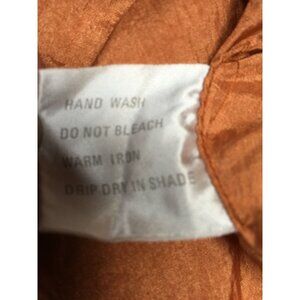 HAND WASH
DO NOT BLEACH
WARM IRON
DRIP DRY IN SHADE